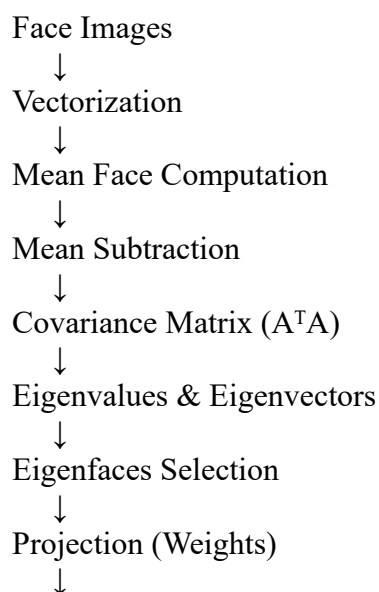 Face Images
↓
Vectorization
↓
Mean Face Computation
↓
Mean Subtraction
↓
Covariance Matrix (AᵀA)
↓
Eigenvalues & Eigenvectors
↓
Eigenfaces Selection
↓
Projection (Weights)
↓